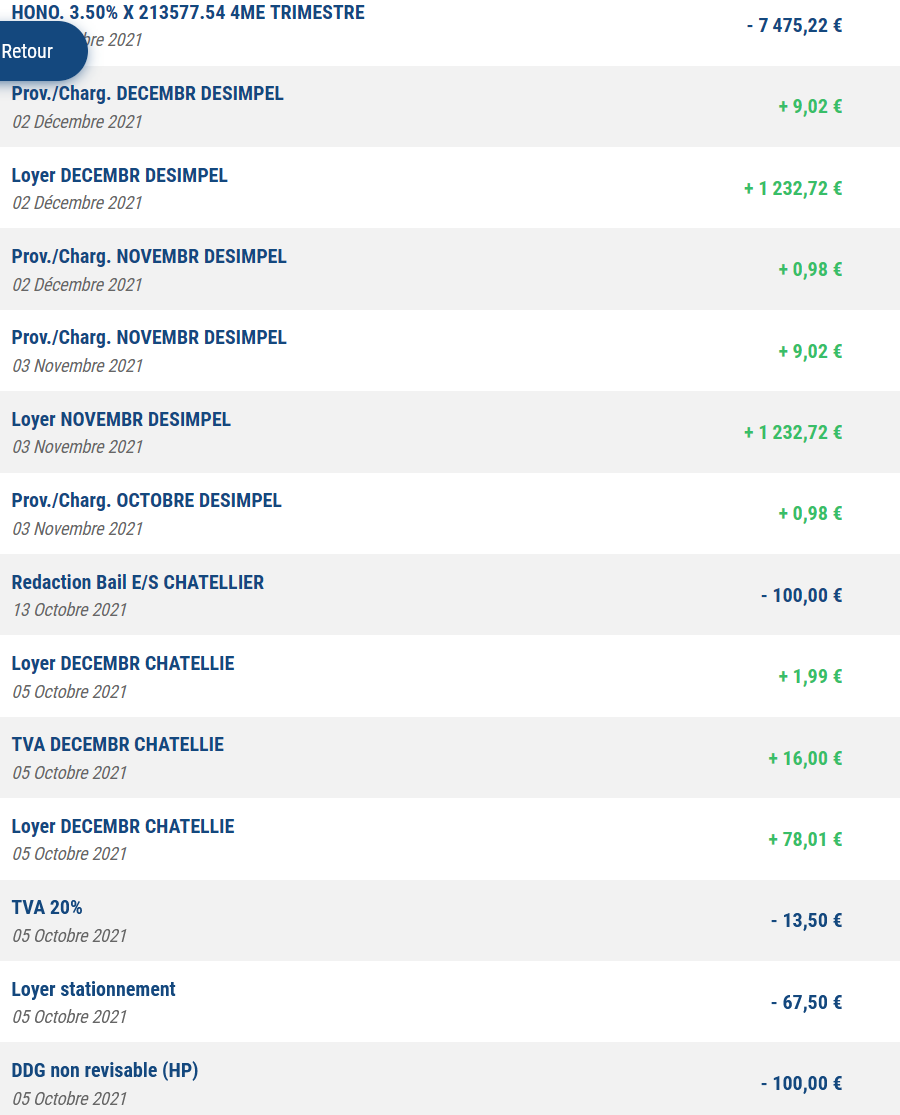 HONO. 3.50% X 213577.54 4ME TRIMESTRE
- 7 475,22 €
bre 2021
Retour
Prov./Charg. DECEMBR DESIMPEL
+ 9,02 €
02 Décembre 2021
Loyer DECEMBR DESIMPEL
+ 1 232,72 €
02 Décembre 2021
Prov./Charg. NOVEMBR DESIMPEL
+ 0,98 €
02 Décembre 2021
Prov./Charg. NOVEMBR DESIMPEL
+ 9,02 €
03 Novembre 2021
Loyer NOVEMBR DESIMPEL
+ 1 232,72 €
03 Novembre 2021
Prov./Charg. OCTOBRE DESIMPEL
+ 0,98 €
03 Novembre 2021
Redaction Bail E/S CHATELLIER
- 100,00 €
13 Octobre 2021
Loyer DECEMBR CHATELLIE
+ 1,99 €
05 Octobre 2021
TVA DECEMBR CHATELLIE
+ 16,00 €
05 Octobre 2021
Loyer DECEMBR CHATELLIE
+ 78,01 €
05 Octobre 2021
TVA 20%
- 13,50 €
05 Octobre 2021
Loyer stationnement
- 67,50 €
05 Octobre 2021
DDG non revisable (HP)
- 100,00 €
05 Octobre 2021